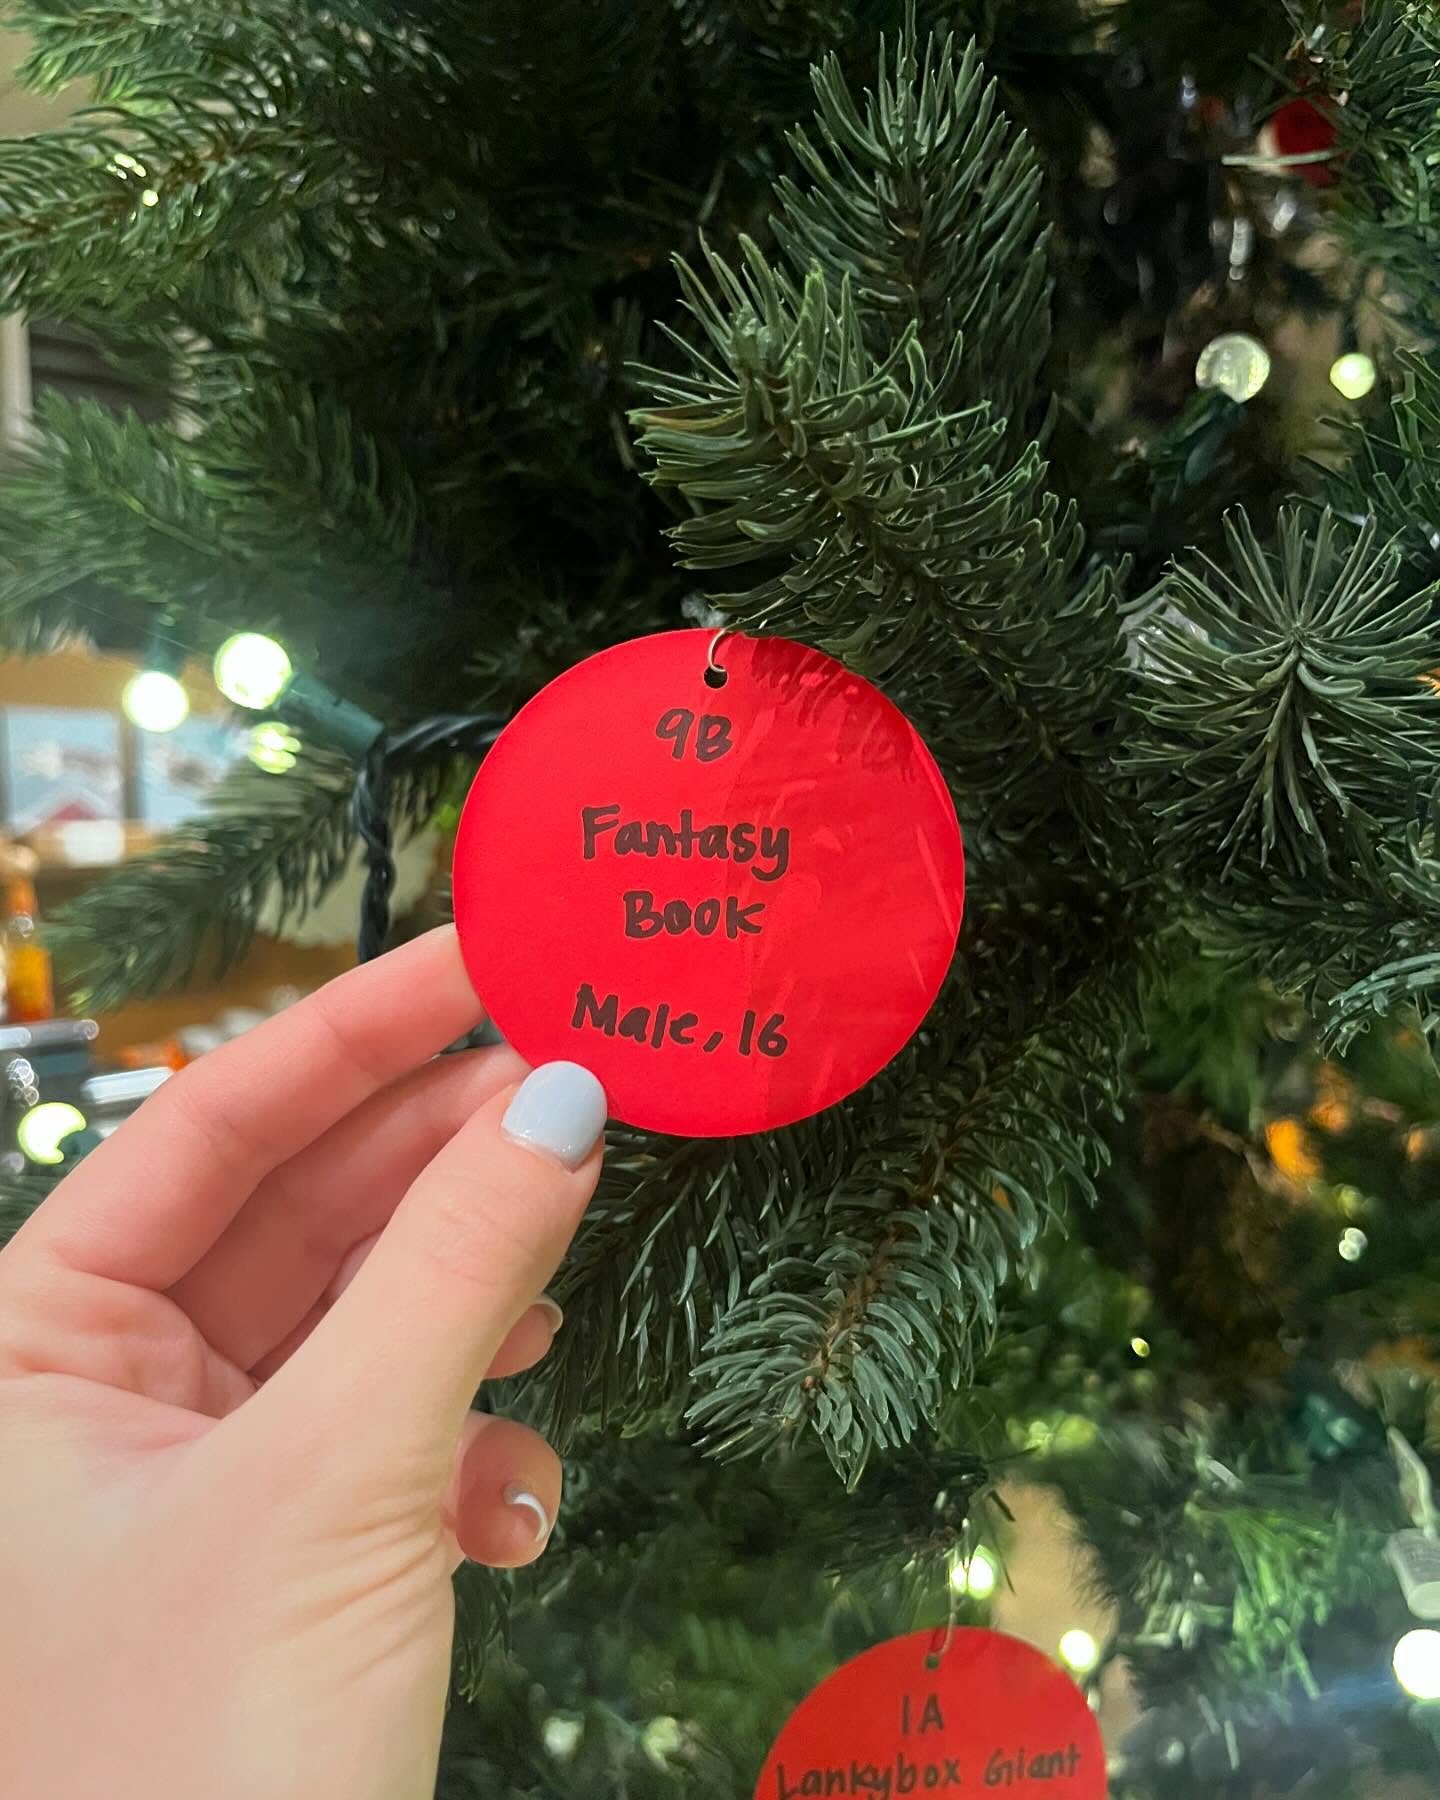 9B
Fantasy
Book
Male, 16
1A
Lankybox Giant